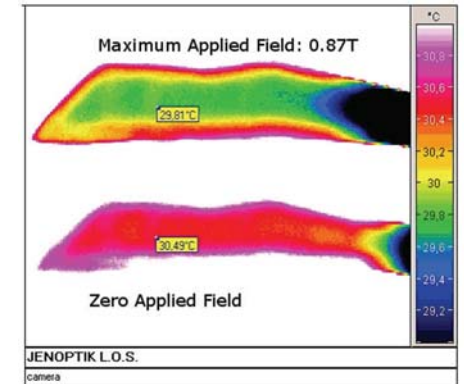 °C
Maximum Applied Field: 0.87T
29,81°C
30,49°C
Zero Applied Field
30,8
30,6
30,4
30,2
30
29,8
29,6
29,4
29,2
JENOPTIK L.O.S.
camera